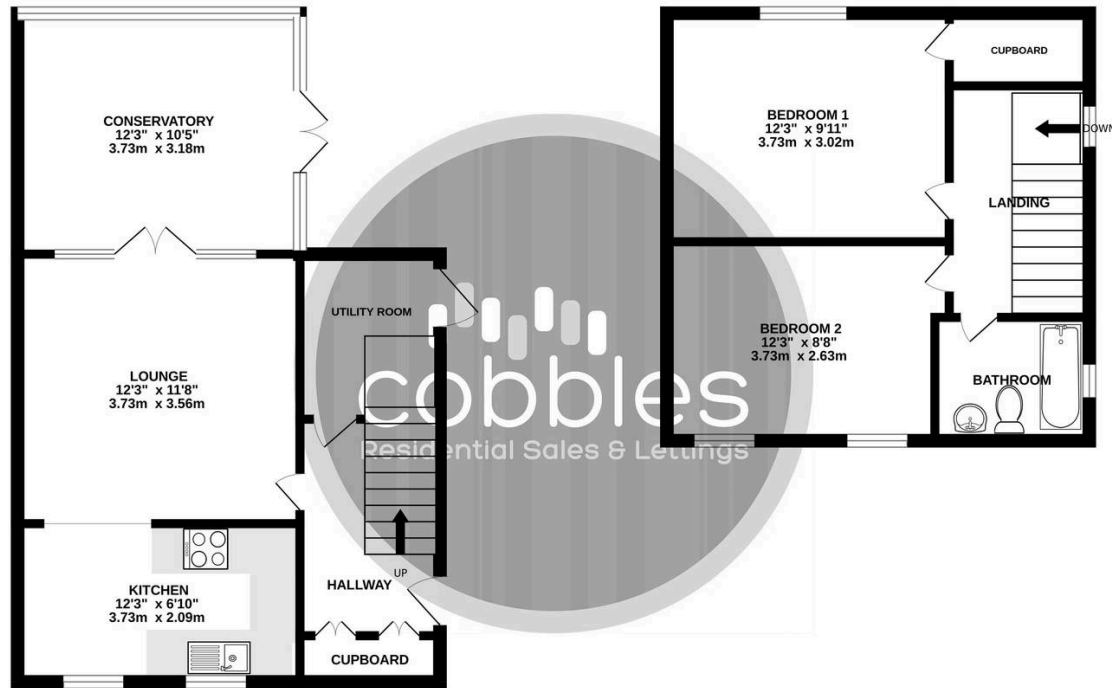 CONSERVATORY
12'3" x 10'5"
3.73m x 3.18m
UTILITY ROOM
LOUNGE
12'3" x 11'8"
3.73m x 3.56m
KITCHEN
12'3" x 6'10"
3.73m x 2.09m
HALLWAY
UP
CUPBOARD
BEDROOM 1
12'3" x 9'11"
3.73m x 3.02m
CUPBOARD
DOWN
LANDING
BEDROOM 2
12'3" x 8'8"
3.73m x 2.63m
BATHROOM
cobbles
Residential Sales & Lettings